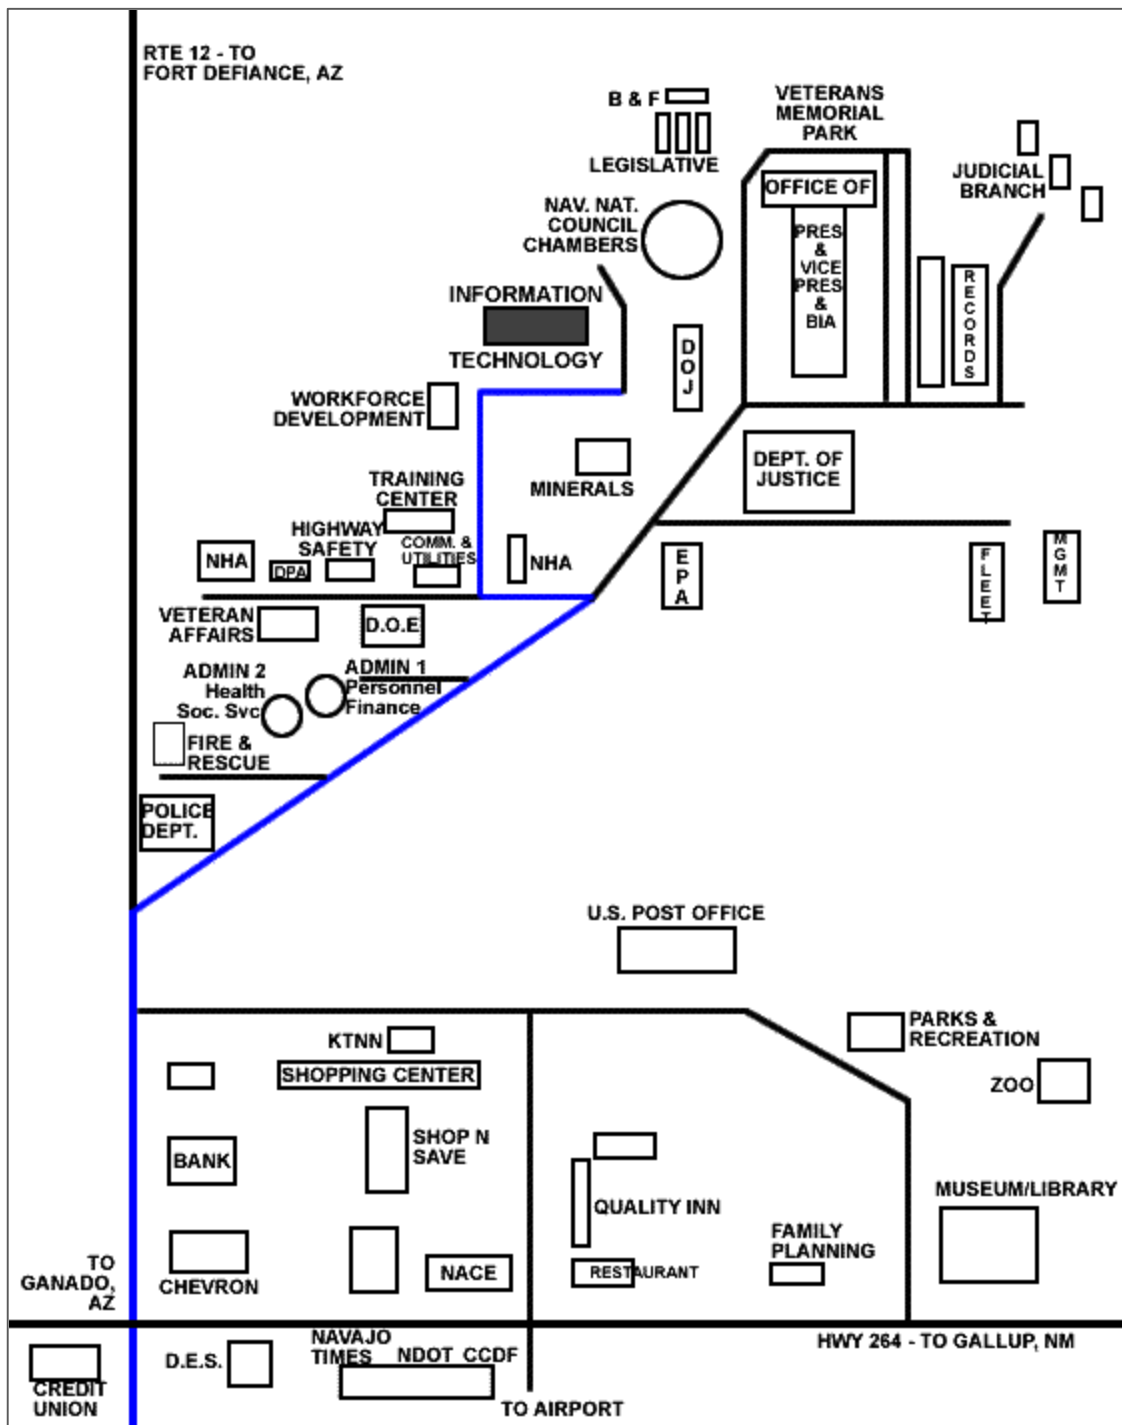 RTE 12 - TO
FORT DEFIANCE, AZ
B & F
LEGISLATIVE
VETERANS
MEMORIAL
PARK
JUDICIAL
BRANCH
OFFICE OF
PRES
&
VICE
PRES
&
BIA
NAV. NAT.
COUNCIL
CHAMBERS
RECORDS
INFORMATION
TECHNOLOGY
DOJ
WORKFORCE
DEVELOPMENT
MINERALS
DEPT. OF
JUSTICE
TRAINING
CENTER
HIGHWAY
SAFETY
COMM. &
UTILITIES
NHA
DPA
NHA
EPA
FLEET
MGMT
VETERAN
AFFAIRS
D.O.E
ADMIN 2
Health
Soc. Svc
ADMIN 1
Personnel
Finance
FIRE &
RESCUE
POLICE
DEPT.
U.S. POST OFFICE
KTNN
SHOPPING CENTER
PARKS &
RECREATION
ZOO
SHOP N
SAVE
BANK
MUSEUM/LIBRARY
QUALITY INN
FAMILY
PLANNING
CHEVRON
NACE
RESTAURANT
TO
GANADO,
AZ
HWY 264 - TO GALLUP, NM
CREDIT
UNION
D.E.S.
NAVAJO
TIMES
NDOT CCDF
TO AIRPORT